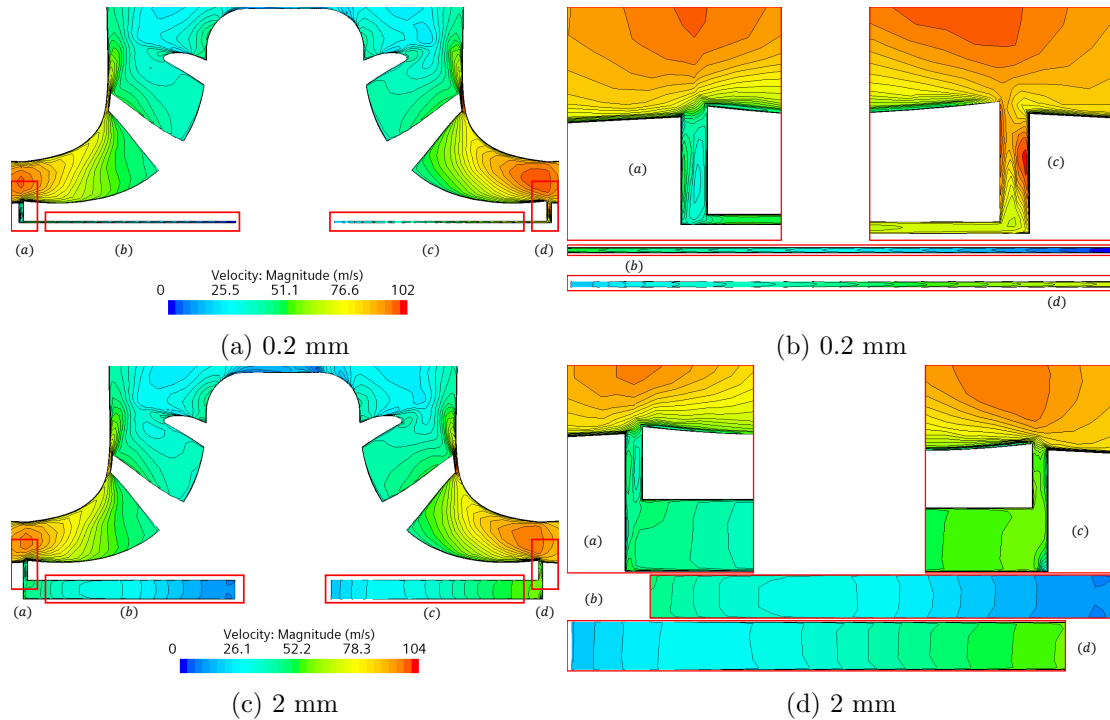 (a)
(b)
(c)
(d)
Velocity: Magnitude (m/s)
0 25.5 51.1 76.6 102
(a) 0.2 mm
(a)
(c)
(b)
(d)
(b) 0.2 mm
(a)
(b)
(c)
(d)
Velocity: Magnitude (m/s)
0 26.1 52.2 78.3 104
(c) 2 mm
(a)
(c)
(b)
(d)
(d) 2 mm